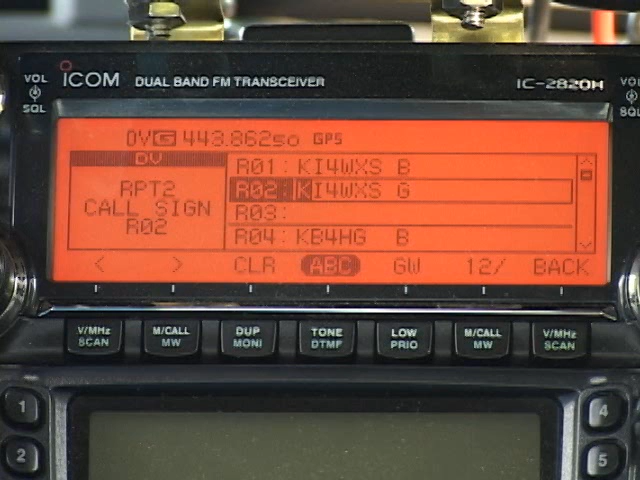 VOL
SQL
ICOM DUAL BAND FM TRANSCEIVER IC-2820H
VOL
SQL
DV G 443.86250 GPS
DV
RPT2
CALL SIGN
R02
R01: KI4WXS B
R02: KI4WXS G
R03:
R04: KB4HG B
< > CLR ABC GW 12/ BACK
V/MHz
SCAN
M/CALL
MW
DUP
MONI
TONE
DTMF
LOW
PRIO
M/CALL
MW
V/MHz
SCAN
1
2
4
5